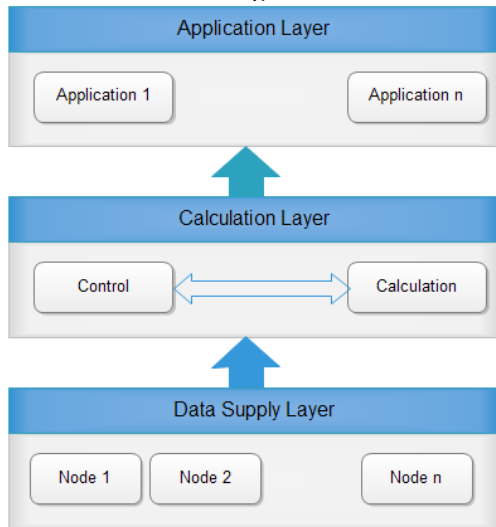 Application Layer
Application 1
Application n
Calculation Layer
Control
Calculation
Data Supply Layer
Node 1
Node 2
Node n